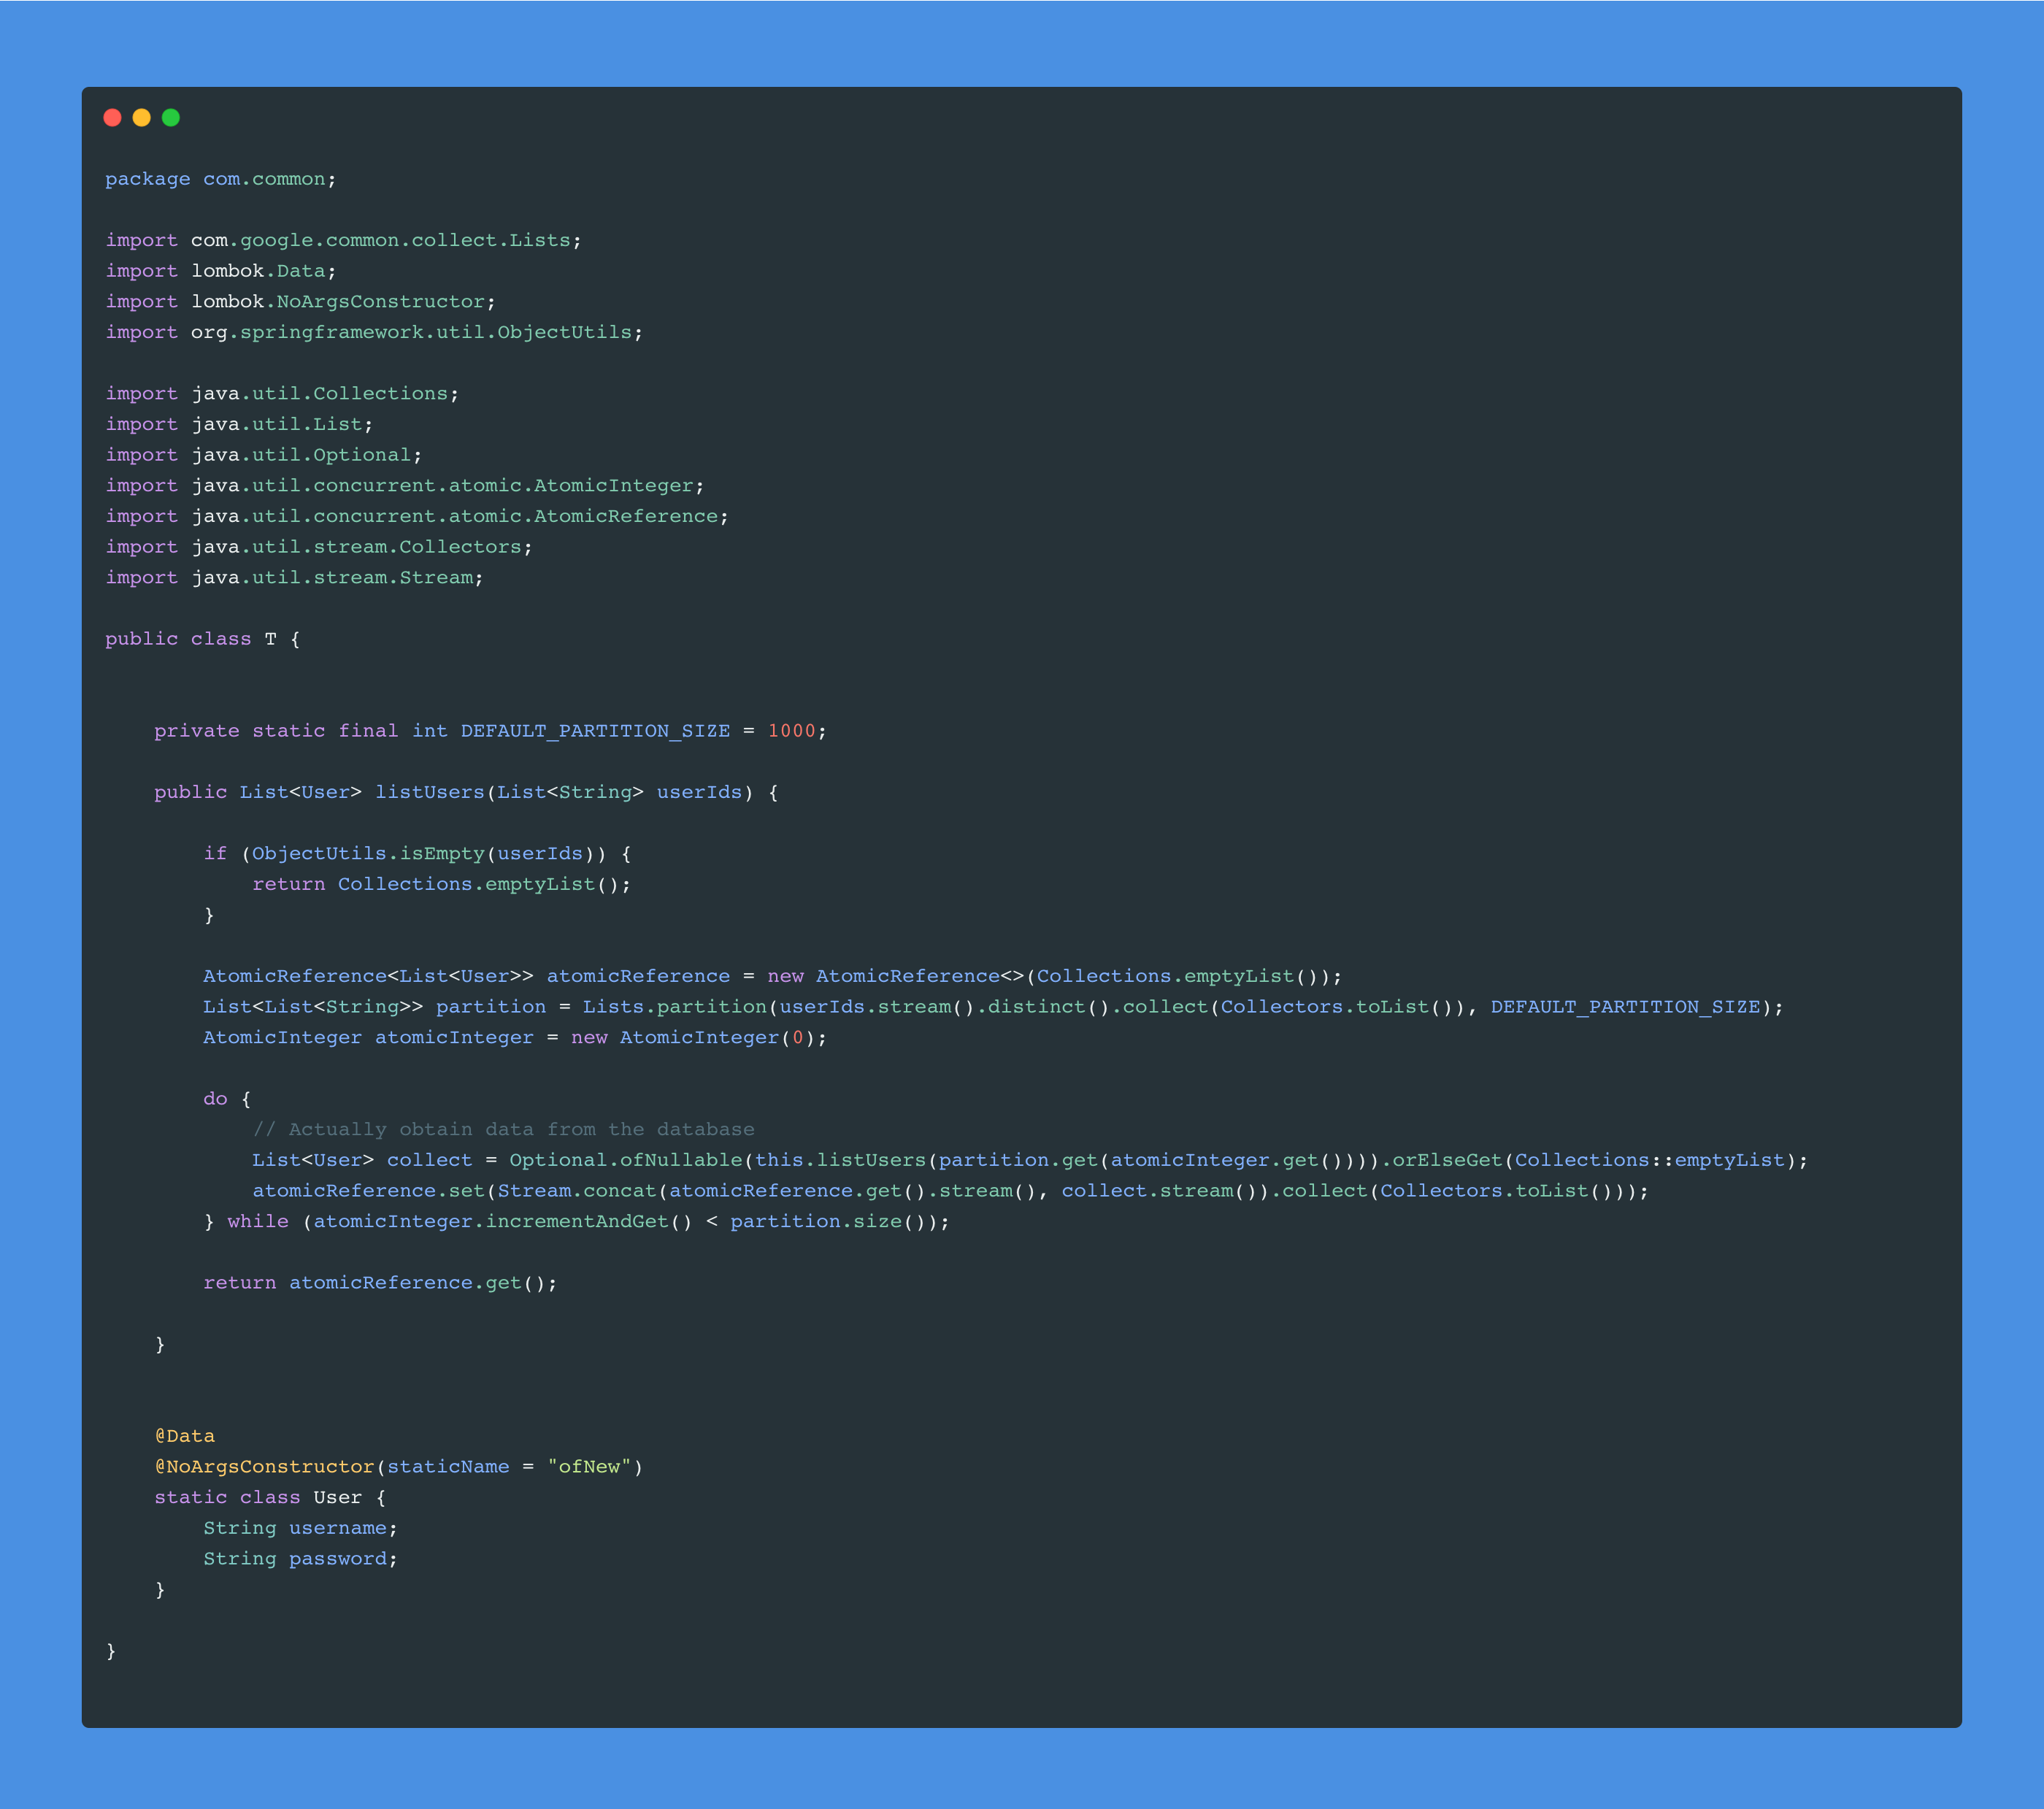 package com.common;

import com.google.common.collect.Lists;
import lombok.Data;
import lombok.NoArgsConstructor;
import org.springframework.util.ObjectUtils;

import java.util.Collections;
import java.util.List;
import java.util.Optional;
import java.util.concurrent.atomic.AtomicInteger;
import java.util.concurrent.atomic.AtomicReference;
import java.util.stream.Collectors;
import java.util.stream.Stream;

public class T {


    private static final int DEFAULT_PARTITION_SIZE = 1000;

    public List<User> listUsers(List<String> userIds) {

        if (ObjectUtils.isEmpty(userIds)) {
            return Collections.emptyList();
        }

        AtomicReference<List<User>> atomicReference = new AtomicReference<>(Collections.emptyList());
        List<List<String>> partition = Lists.partition(userIds.stream().distinct().collect(Collectors.toList()), DEFAULT_PARTITION_SIZE);
        AtomicInteger atomicInteger = new AtomicInteger(0);

        do {
            // Actually obtain data from the database
            List<User> collect = Optional.ofNullable(this.listUsers(partition.get(atomicInteger.get()))).orElseGet(Collections::emptyList);
            atomicReference.set(Stream.concat(atomicReference.get().stream(), collect.stream()).collect(Collectors.toList()));
        } while (atomicInteger.incrementAndGet() < partition.size());

        return atomicReference.get();

    }


    @Data
    @NoArgsConstructor(staticName = "ofNew")
    static class User {
        String username;
        String password;
    }

}